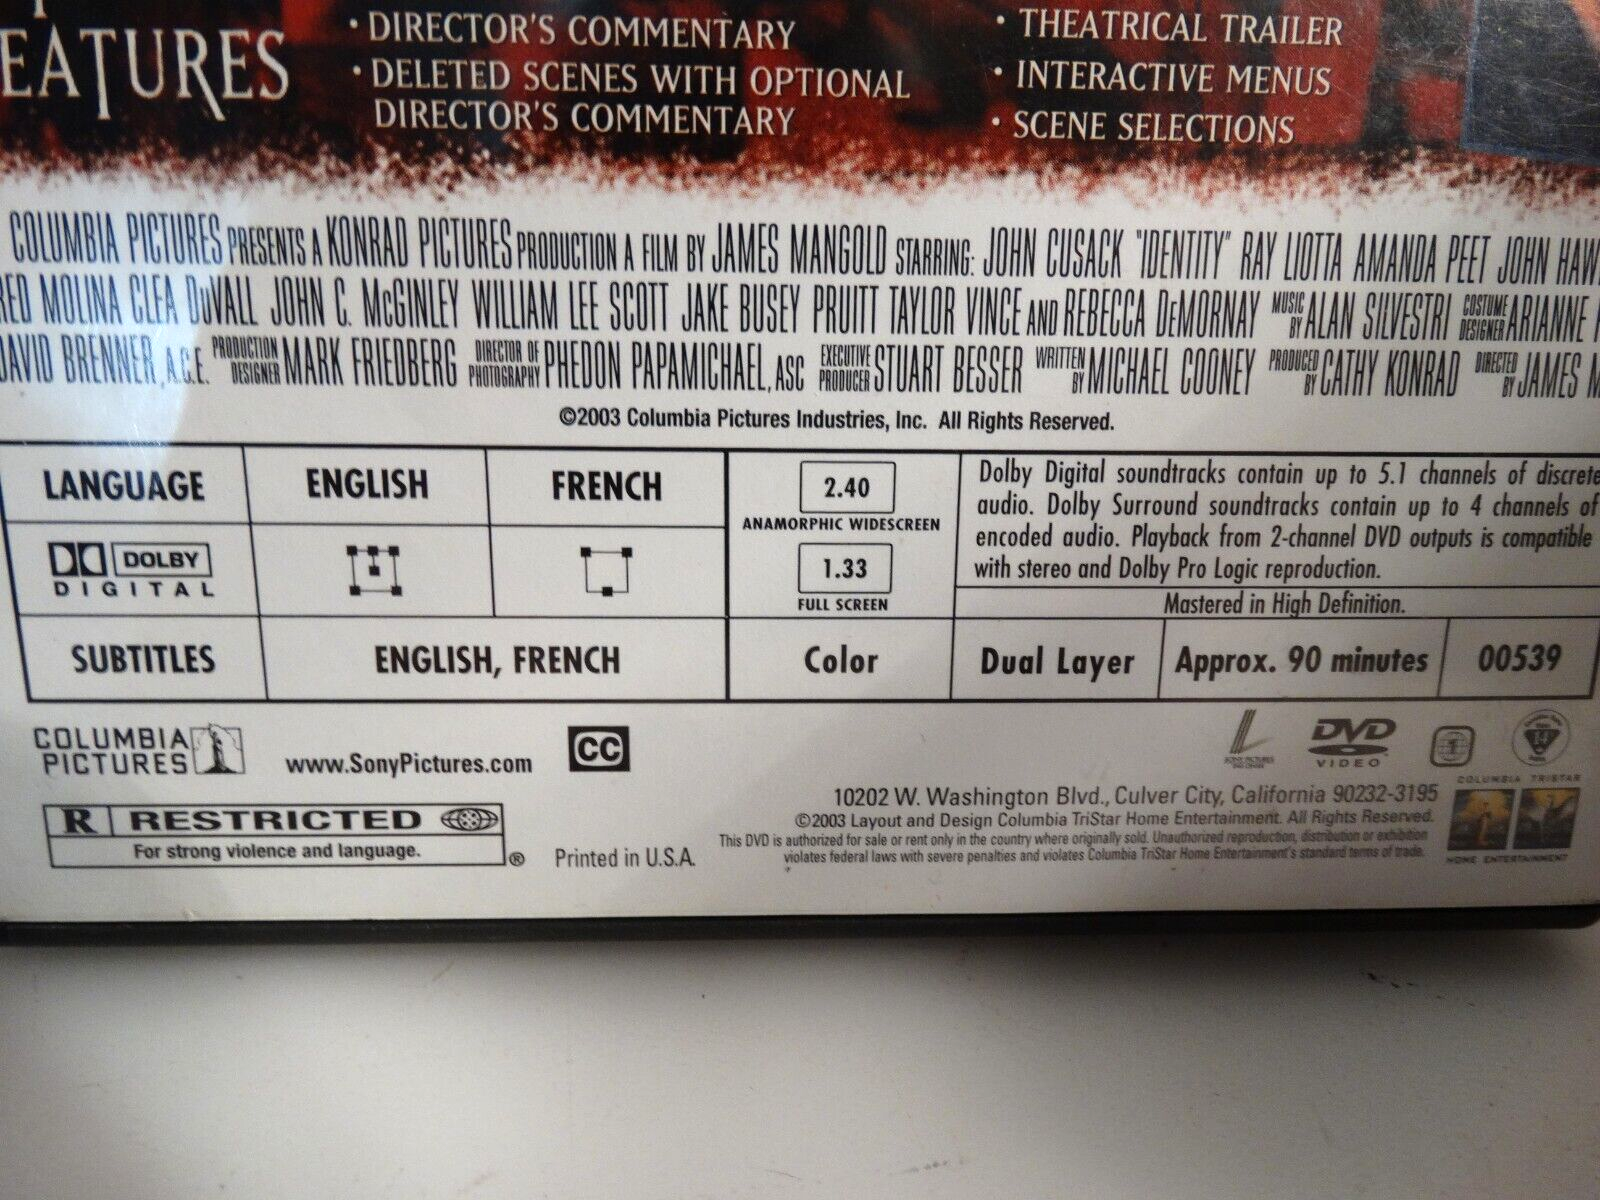 EATURES
• DIRECTOR'S COMMENTARY
• DELETED SCENES WITH OPTIONAL
DIRECTOR'S COMMENTARY
• THEATRICAL TRAILER
• INTERACTIVE MENUS
• SCENE SELECTIONS
COLUMBIA PICTURES PRESENTS A KONRAD PICTURES PRODUCTION A FILM BY JAMES MANGOLD STARRING: JOHN CUSACK "IDENTITY" RAY LIOTTA AMANDA PEET JOHN HAW
RED MOLINA CLEA DUVALL JOHN C. McGINLEY WILLIAM LEE SCOTT JAKE BUSEY PRUITT TAYLOR VINCE AND REBECCA DeMORNAY MUSIC BY ALAN SILVESTRI COSTUME DESIGNER ARIANNE
DAVID BRENNER, A.C.E. PRODUCTION DESIGNER MARK FRIEDBERG DIRECTOR OF PHOTOGRAPHY PHEDON PAPAMICHAEL, ASC EXECUTIVE PRODUCER STUART BESSER WRITTEN BY MICHAEL COONEY PRODUCED BY CATHY KONRAD DIRECTED BY JAMES M
©2003 Columbia Pictures Industries, Inc. All Rights Reserved.
LANGUAGE ENGLISH FRENCH
DOLBY
DIGITAL
SUBTITLES ENGLISH, FRENCH
2.40
ANAMORPHIC WIDESCREEN
1.33
FULL SCREEN
Dolby Digital soundtracks contain up to 5.1 channels of discrete
audio. Dolby Surround soundtracks contain up to 4 channels of
encoded audio. Playback from 2-channel DVD outputs is compatible
with stereo and Dolby Pro Logic reproduction.
Mastered in High Definition.
Color Dual Layer Approx. 90 minutes 00539
COLUMBIA
PICTURES
www.SonyPictures.com
CC
DVD
VIDEO
1
14
R RESTRICTED
For strong violence and language.
®
Printed in U.S.A.
10202 W. Washington Blvd., Culver City, California 90232-3195
©2003 Layout and Design Columbia TriStar Home Entertainment. All Rights Reserved.
This DVD is authorized for sale or rent only in the country where originally sold. Unauthorized reproduction, distribution or exhibition
violates federal laws with severe penalties and violates Columbia TriStar Home Entertainment's standard terms of trade.
COLUMBIA TRISTAR
HOME ENTERTAINMENT